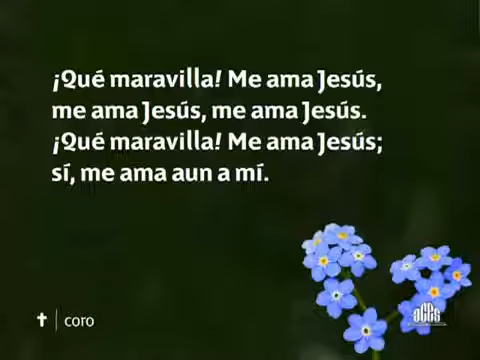 ¡Qué maravilla! Me ama Jesús,
me ama Jesús, me ama Jesús.
¡Qué maravilla! Me ama Jesús;
sí, me ama aun a mí.
coro
aces